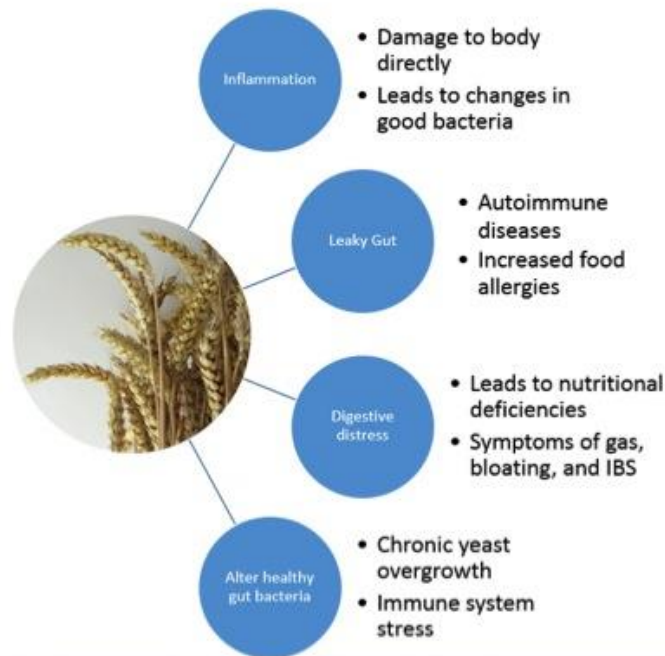 Inflammation
• Damage to body
directly
• Leads to changes in
good bacteria
Leaky Gut
• Autoimmune
diseases
• Increased food
allergies
Digestive
distress
• Leads to nutritional
deficiencies
• Symptoms of gas,
bloating, and IBS
Alter healthy
gut bacteria
• Chronic yeast
overgrowth
• Immune system
stress